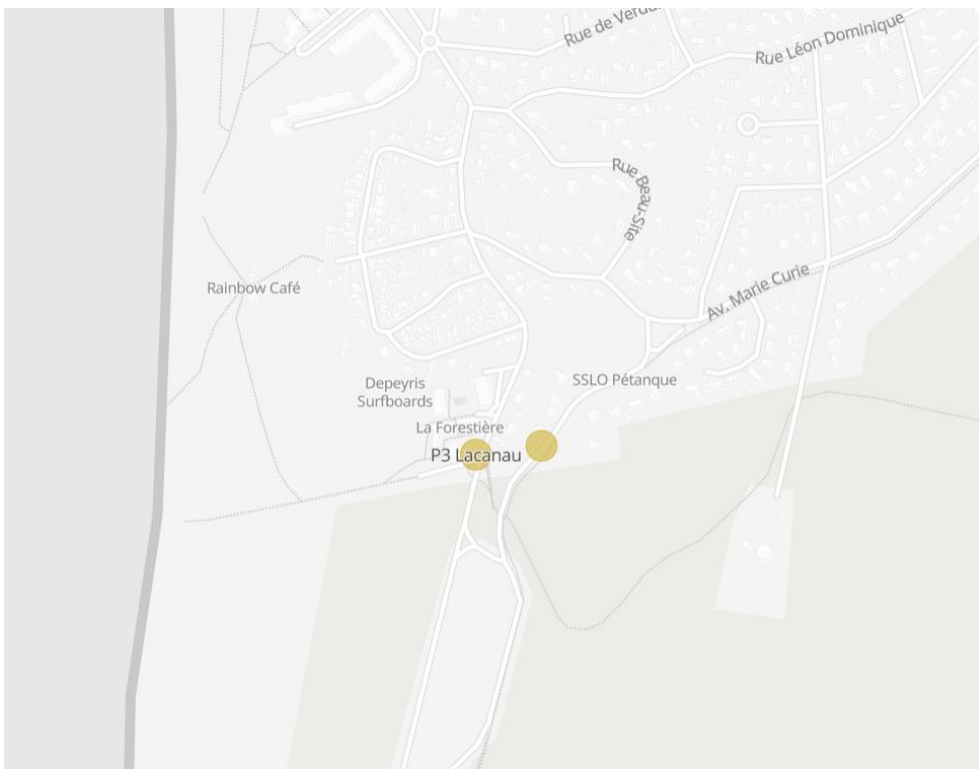 Rue de Verdun
Rue Léon Dominique
Rue Beau-Site
Rainbow Café
Av. Marie Curie
Depeyris
Surfboards
SSLO Pétanque
La Forestière
P3 Lacanau